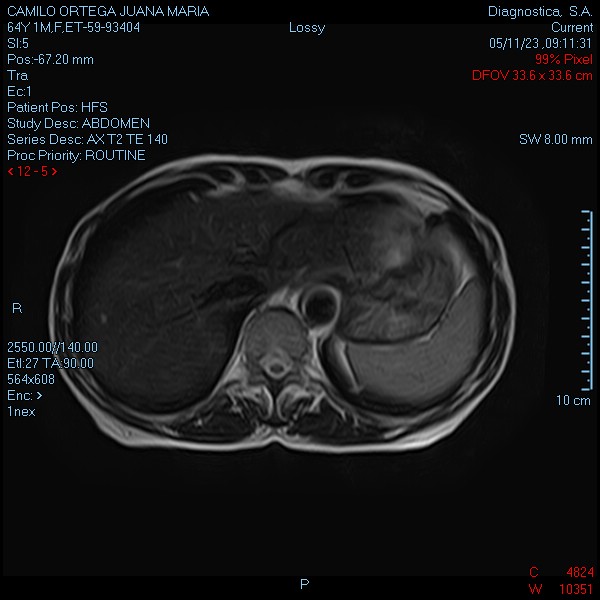 CAMILO ORTEGA JUANA MARIA
64Y 1M,F,ET-59-93404
Sl:5
Pos:-67.20 mm
Tra
Ec:1
Patient Pos: HFS
Study Desc: ABDOMEN
Series Desc: AX T2 TE 140
Proc Priority: ROUTINE
< 12 - 5 >
Lossy
Diagnostica, S.A.
Current
05/11/23 ,09:11:31
99% Pixel
DFOV 33.6 x 33.6 cm
SW 8.00 mm
R
2550.00//140.00
Etl:27 TA:90.00
564x608
Enc: >
1nex
10 cm
P
C 4824
W 10351